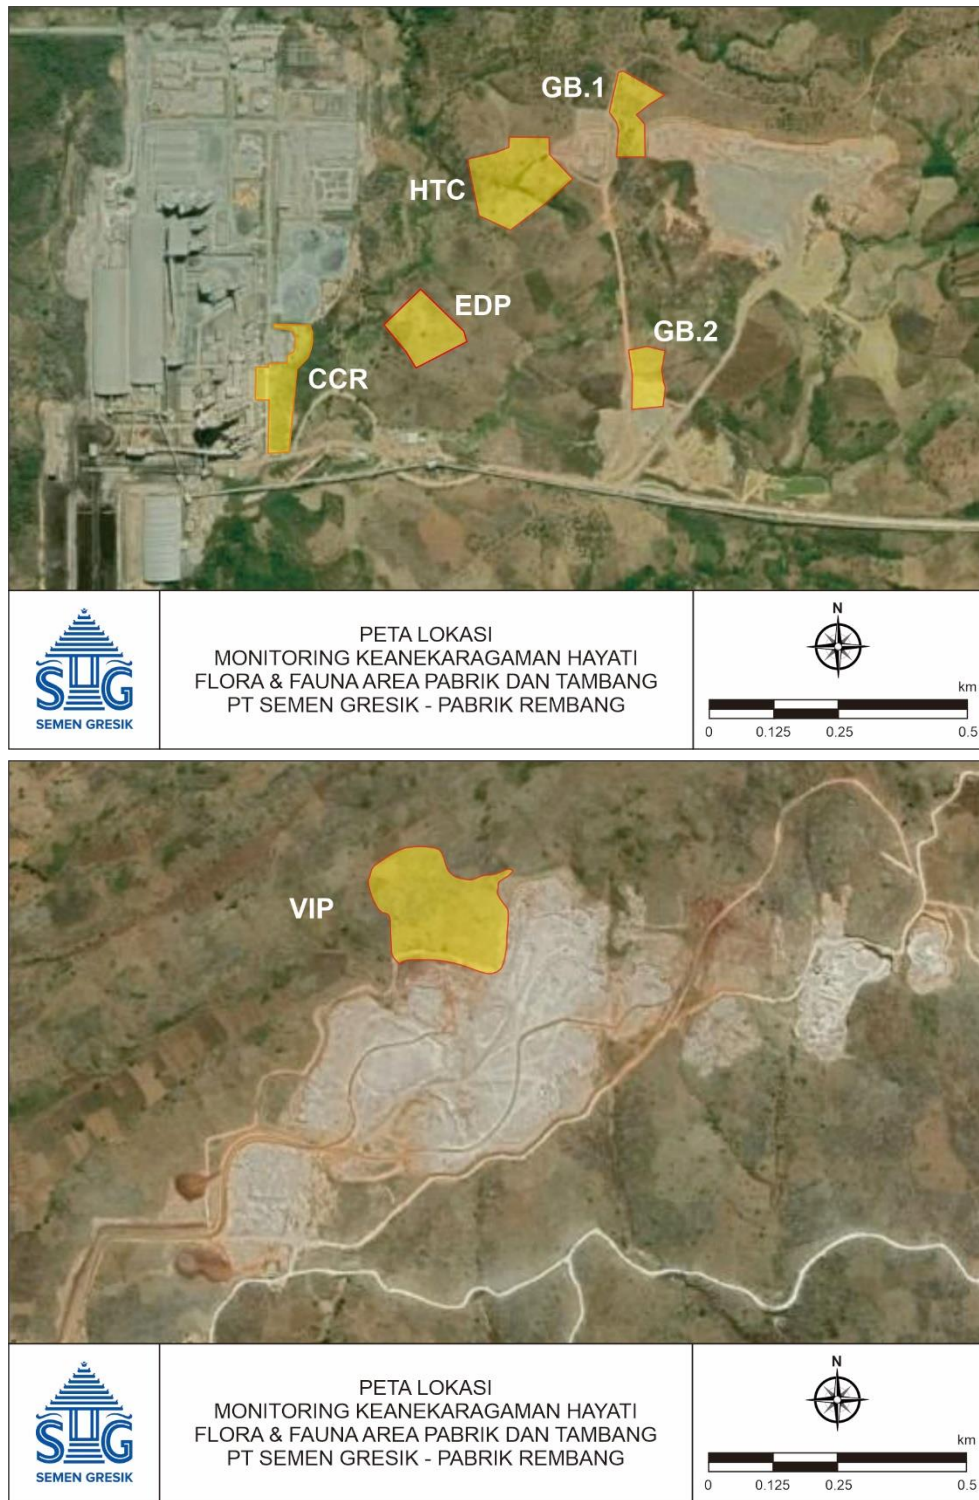 GB.1
HTC
EDP
GB.2
CCR
SHG
SEMEN GRESIK
PETA LOKASI
MONITORING KEANEKARAGAMAN HAYATI
FLORA & FAUNA AREA PABRIK DAN TAMBANG
PT SEMEN GRESIK - PABRIK REMBANG
N
km
0 0.125 0.25 0.5
VIP
SHG
SEMEN GRESIK
PETA LOKASI
MONITORING KEANEKARAGAMAN HAYATI
FLORA & FAUNA AREA PABRIK DAN TAMBANG
PT SEMEN GRESIK - PABRIK REMBANG
N
km
0 0.125 0.25 0.5